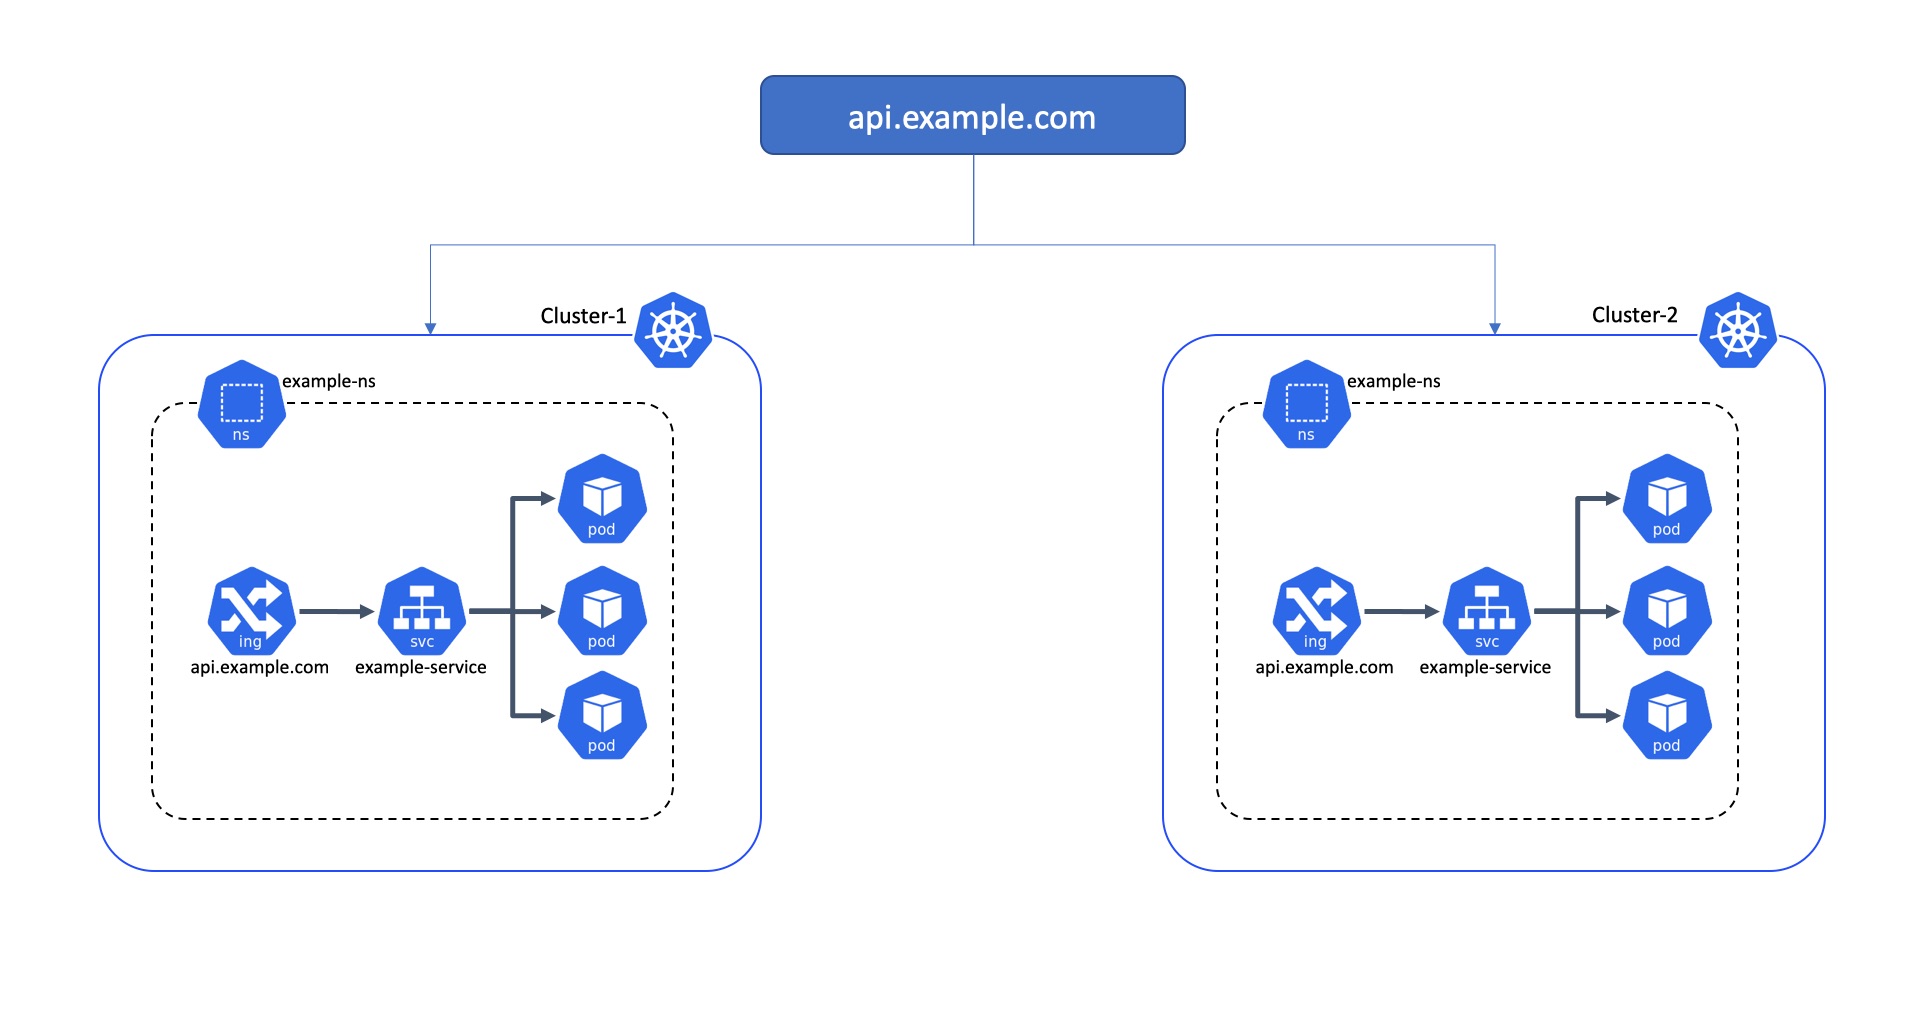 api.example.com
Cluster-1
example-ns
ns
pod
ing
svc
pod
api.example.com
example-service
pod
Cluster-2
example-ns
ns
pod
ing
svc
pod
api.example.com
example-service
pod